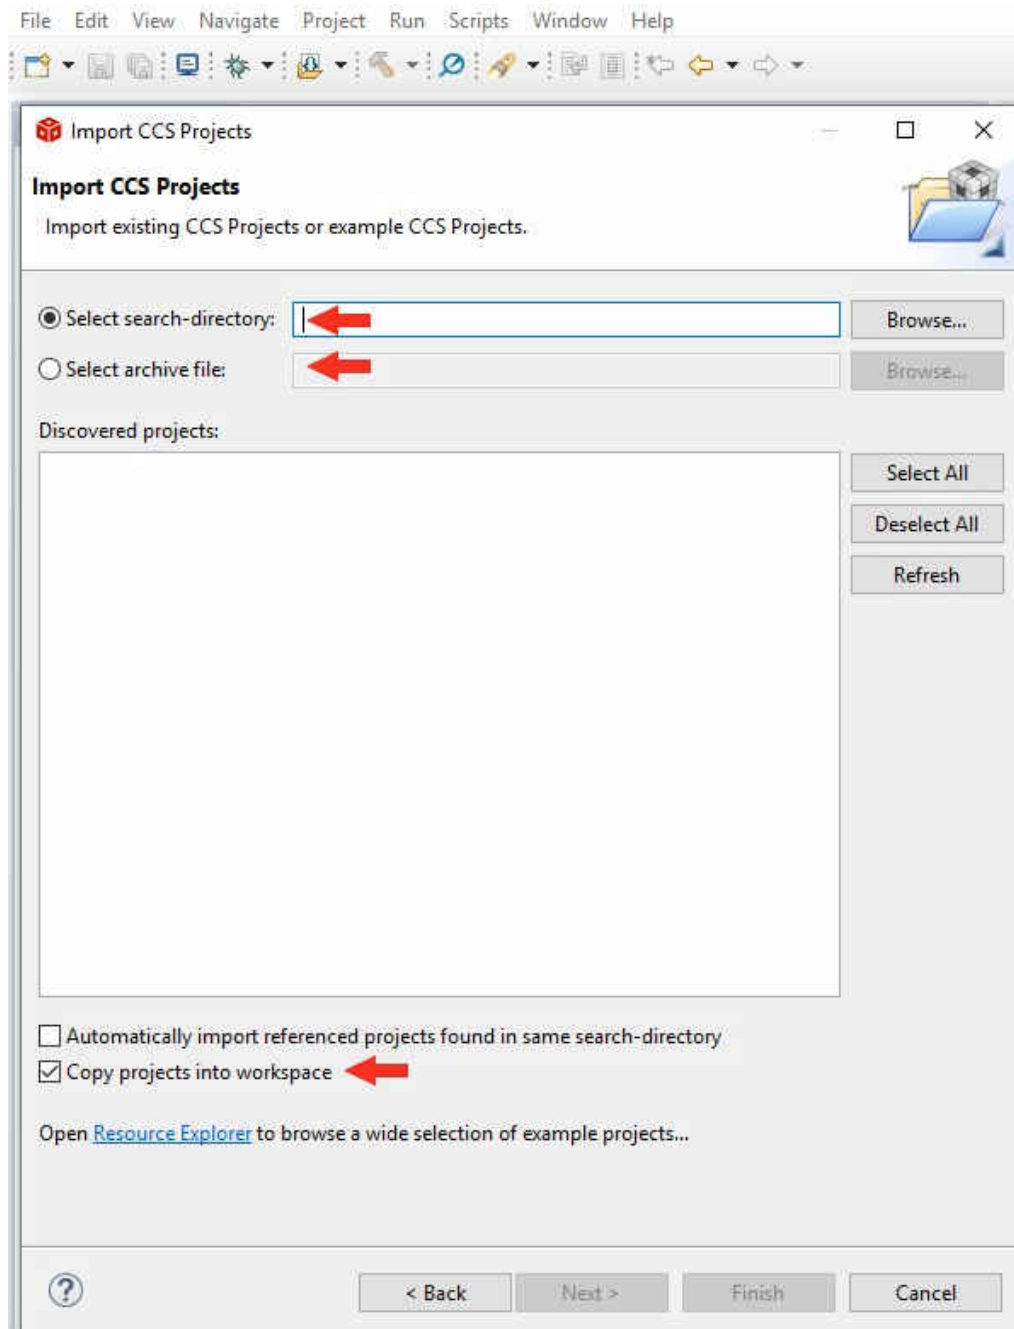 File Edit View Navigate Project Run Scripts Window Help
Import CCS Projects
Import CCS Projects
Import existing CCS Projects or example CCS Projects.
Select search-directory: Browse...
Select archive file: Browse...
Discovered projects:
Select All
Deselect All
Refresh
Automatically import referenced projects found in same search-directory
Copy projects into workspace
Open Resource Explorer to browse a wide selection of example projects...
? < Back Next > Finish Cancel